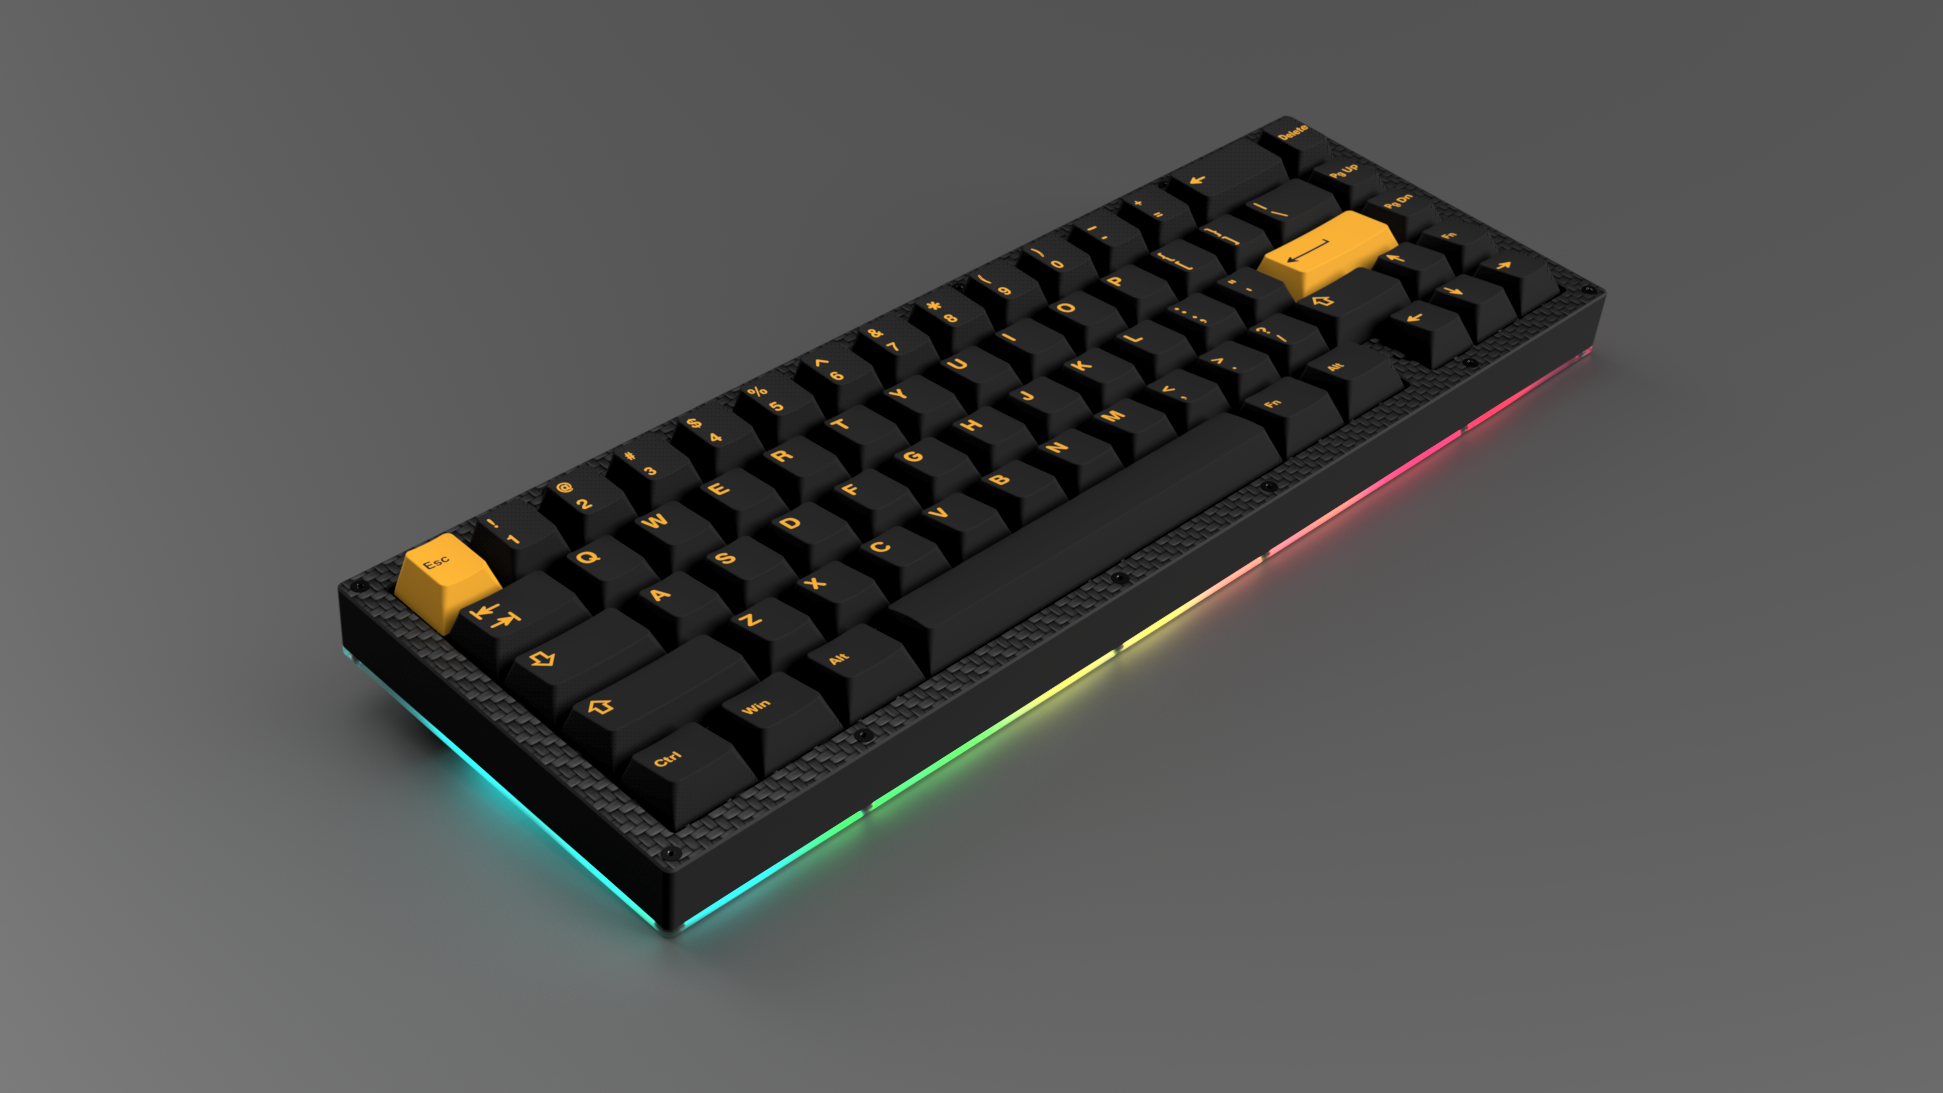 Esc ! 1 @ 2 # 3 $ 4 % 5 ^ 6 & 7 * 8 ( 9 ) 0 - + = ← Delete
Q W E R T Y U I O P { [ } ] | \ Pg Up
A S D F G H J K L : ; " ' Pg Dn
Z X C V B N M < , > . ? / Fn
Ctrl Win Alt Fn Alt ← ↓ →